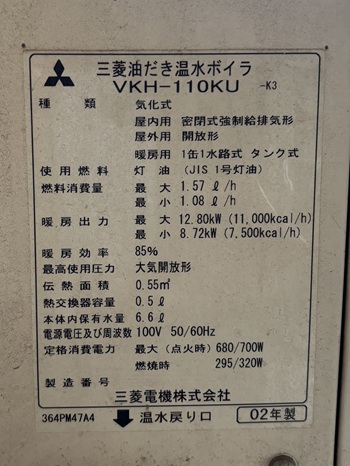 三菱油だき温水ボイラ
VKH-110KU -K3
種類 気化式
屋内用 密閉式強制給排気形
屋外用 開放形
暖房用 1缶1水路式 タンク式
使用燃料 灯油 (JIS 1号灯油)
燃料消費量 最大 1.57 ℓ/h
最小 1.08 ℓ/h
暖房出力 最大 12.80kW (11,000kcal/h)
最小 8.72kW (7,500kcal/h)
暖房効率 85%
最高使用圧力 大気開放形
伝熱面積 0.55㎡
熱交換器容量 0.5ℓ
本体内保有水量 6.6ℓ
電源電圧及び周波数 100V 50/60Hz
定格消費電力 最大(点火時) 680/700W
燃焼時 295/320W
製造番号
三菱電機株式会社
364PM47A4 温水戻り口 02年製